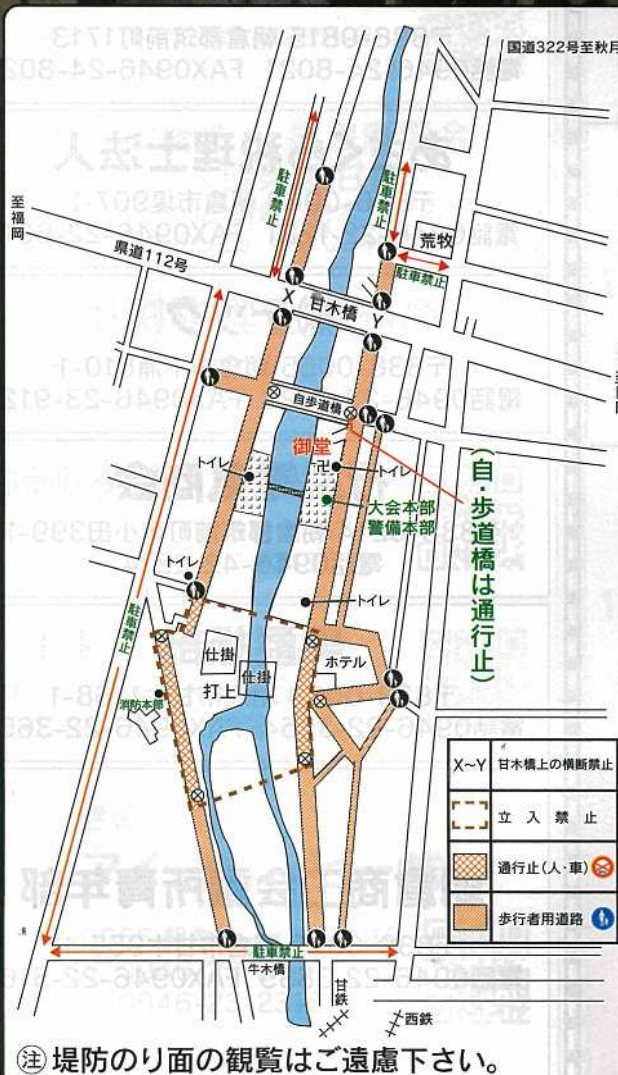 国道322号至秋月
至福岡
県道112号
駐車禁止
駐車禁止
荒牧
駐車禁止
X 甘木橋 Y
自歩道橋
御堂
卍
トイレ
トイレ
大会本部
警備本部
(自・歩道橋は通行止)
トイレ
トイレ
駐車禁止
仕掛
仕掛
打上
ホテル
消防本部
X~Y 甘木橋上の横断禁止
立入禁止
通行止(人・車)
歩行者用道路
駐車禁止
牛木橋
甘鉄
西鉄
注 堤防のり面の観覧はご遠慮下さい。